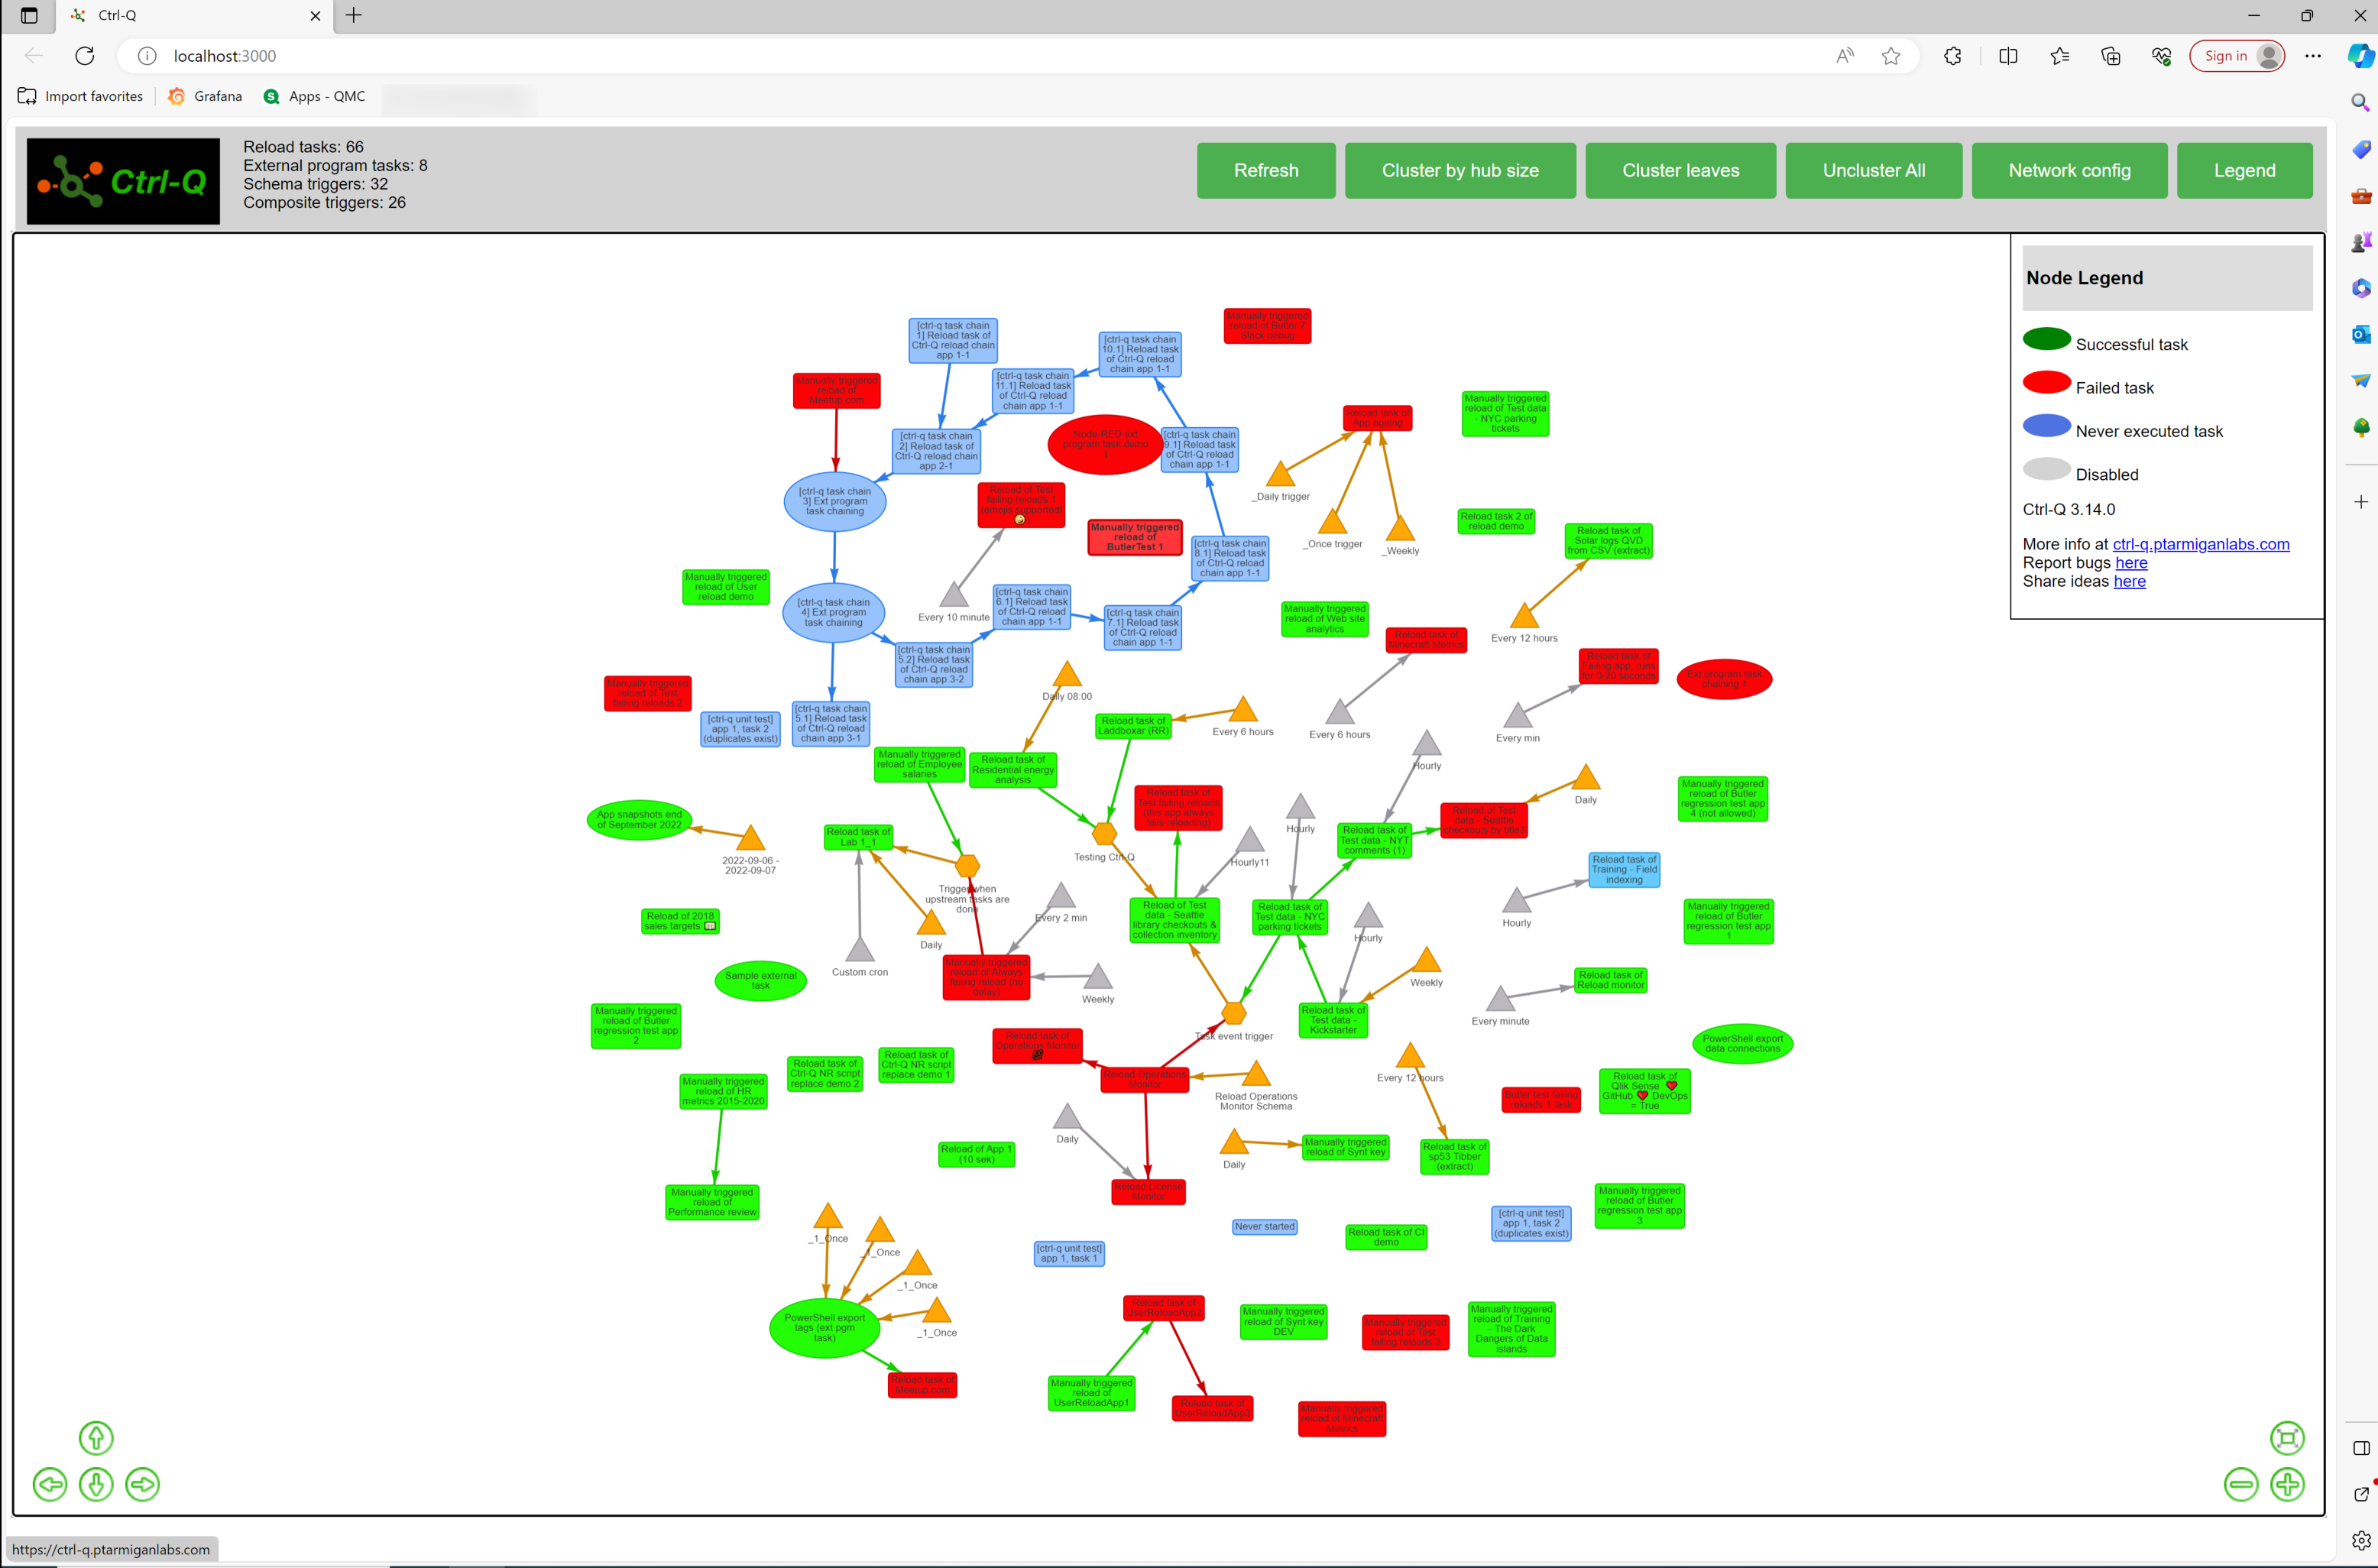 Ctrl-Q
localhost:3000
Sign in
Import favorites
Grafana
Apps - QMC
Ctrl-Q
Reload tasks: 66
External program tasks: 8
Schema triggers: 32
Composite triggers: 26
Refresh
Cluster by hub size
Cluster leaves
Uncluster All
Network config
Legend
Node Legend
Successful task
Failed task
Never executed task
Disabled
Ctrl-Q 3.14.0
More info at ctrl-q.ptarmiganlabs.com
Report bugs here
Share ideas here
Manually triggered
reload of Butler 7
Slack debug
[ctrl-q task chain
1] Reload task of
Ctrl-Q reload chain
app 1-1
[ctrl-q task chain
10.1] Reload task
of Ctrl-Q reload
chain app 1-1
[ctrl-q task chain
11.1] Reload task
of Ctrl-Q reload
chain app 1-1
Manually triggered
reload of
Meetup.com
[ctrl-q task chain
2] Reload task of
Ctrl-Q reload chain
app 2-1
Node-RED ext
program task demo
1
[ctrl-q task chain
9.1] Reload task
of Ctrl-Q reload
chain app 1-1
Reload task of
App ageing
Manually triggered
reload of Test data
- NYC parking
tickets
_Daily trigger
_Once trigger
_Weekly
[ctrl-q task chain
3] Ext program
task chaining
Reload of Test
failing reloads 1
(emojis supported!
Manually triggered
reload of
ButlerTest 1
[ctrl-q task chain
8.1] Reload task
of Ctrl-Q reload
chain app 1-1
Reload task 2 of
reload demo
Reload task of
Solar logs QVD
from CSV (extract)
Manually triggered
reload of User
reload demo
[ctrl-q task chain
4] Ext program
task chaining
Every 10 minute
[ctrl-q task chain
6.1] Reload task
of Ctrl-Q reload
chain app 1-1
[ctrl-q task chain
7.1] Reload task
of Ctrl-Q reload
chain app 1-1
Manually triggered
reload of Web site
analytics
Reload task of
Minecraft Metrics
Every 12 hours
[ctrl-q task chain
5.2] Reload task
of Ctrl-Q reload
chain app 3-2
Reload task of
Failing app, runs
for 0-20 seconds
Ext program task
chaining 1
Manually triggered
reload of Test
failing reloads 2
[ctrl-q unit test]
app 1, task 2
(duplicates exist)
[ctrl-q task chain
5.1] Reload task
of Ctrl-Q reload
chain app 3-1
Daily 08:00
Reload task of
Laddboxar (RR)
Every 6 hours
Every 6 hours
Every min
Manually triggered
reload of Employee
salaries
Reload task of
Residential energy
analysis
Hourly
Reload task of
Test failing reloads
(this app always
fails reloading)
Hourly
Daily
Manually triggered
reload of Butler
regression test app
4 (not allowed)
App snapshots end
of September 2022
2022-09-06 -
2022-09-07
Reload task of
Lab 1_1
Testing Ctrl-Q
Hourly11
Reload task of
Test data - NYT
comments (1)
Reload of Test
data - Seattle
checkouts by title3
Trigger when
upstream tasks are
done
Every 2 min
Reload task of
Training - Field
indexing
Reload of 2018
sales targets
Daily
Custom cron
Reload of Test
data - Seattle
library checkouts &
collection inventory
Reload task of
Test data - NYC
parking tickets
Hourly
Hourly
Manually triggered
reload of Butler
regression test app
1
Sample external
task
Manually triggered
reload of Always
failing reload (no
delay)
Weekly
Weekly
Reload task of
Reload monitor
Every minute
Manually triggered
reload of Butler
regression test app
2
Task event trigger
Reload task of
Test data -
Kickstarter
PowerShell export
data connections
Reload task of
Ctrl-Q NR script
replace demo 2
Reload task of
Ctrl-Q NR script
replace demo 1
Reload task of
Operations Monitor
Reload Operations
Monitor
Reload Operations
Monitor Schema
Every 12 hours
Manually triggered
reload of HR
metrics 2015-2020
Butler test failing
reloads 1 task
Reload task of
Qlik Sense ❤
GitHub ❤ DevOps
= True
Daily
Reload of App 1
(10 sek)
Daily
Manually triggered
reload of Synt key
Reload task of
sp53 Tibber
(extract)
Manually triggered
reload of
Performance review
Reload License
Monitor
Manually triggered
reload of Butler
regression test app
3
_1_Once
_1_Once
_1_Once
_1_Once
[ctrl-q unit test]
app 1, task 1
Never started
Reload task of CI
demo
[ctrl-q unit test]
app 1, task 2
(duplicates exist)
PowerShell export
tags (ext pgm
task)
Reload task of
UserReloadApp2
Manually triggered
reload of Synt key
DEV
Manually triggered
reload of Test
failing reloads 3
Manually triggered
reload of Training
- The Dark
Dangers of Data
islands
Reload task of
Meetup.com
Manually triggered
reload of
UserReloadApp1
Reload task of
UserReloadApp3
Manually triggered
reload of Minecraft
Metrics
https://ctrl-q.ptarmiganlabs.com